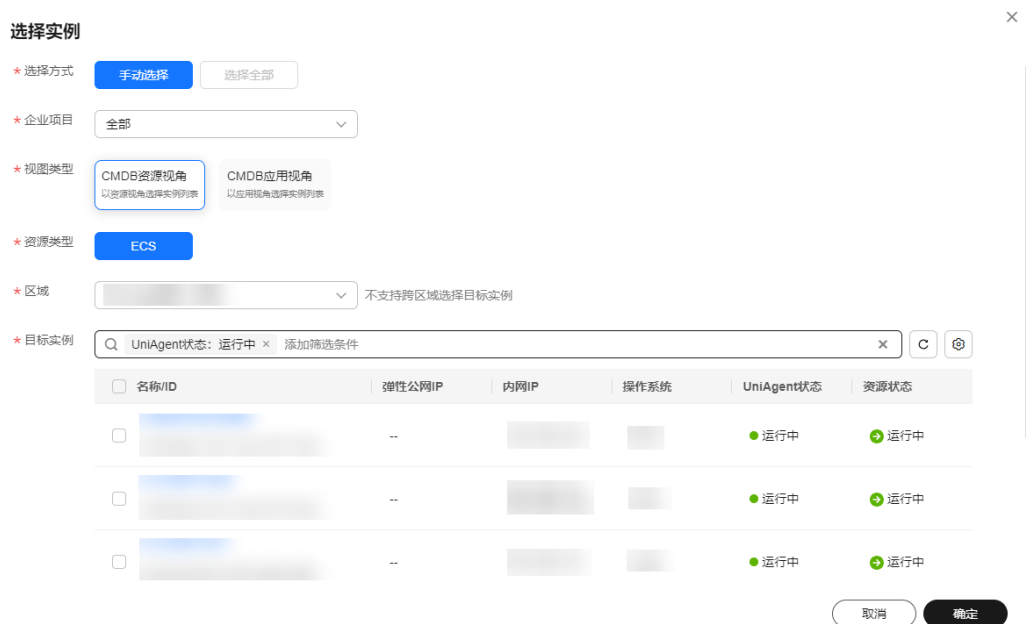 选择实例
* 选择方式 手动选择 选择全部
* 企业项目 全部
* 视图类型 CMDB资源视角 CMDB应用视角
以资源视角选择实例列表 以应用视角选择实例列表
* 资源类型 ECS
* 区域 不支持跨区域选择目标实例
* 目标实例 UniAgent状态：运行中 × 添加筛选条件
名称/ID 弹性公网IP 内网IP 操作系统 UniAgent状态 资源状态
-- 运行中 运行中
-- 运行中 运行中
-- 运行中 运行中
取消 确定